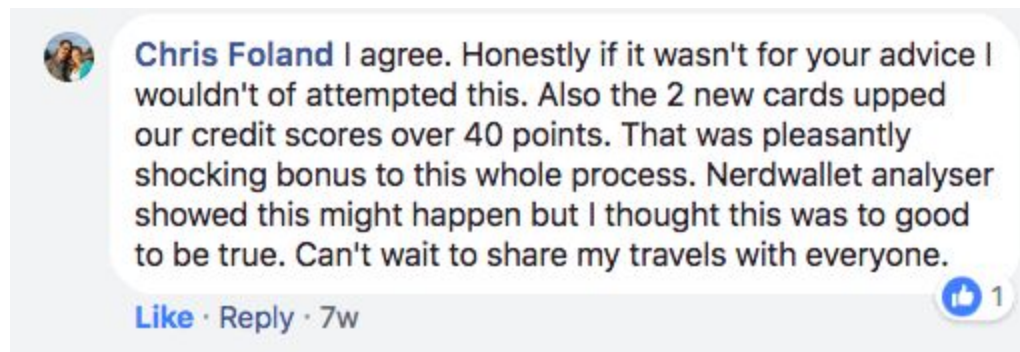 Chris Foland I agree. Honestly if it wasn't for your advice I
wouldn't of attempted this. Also the 2 new cards upped
our credit scores over 40 points. That was pleasantly
shocking bonus to this whole process. Nerdwallet analyser
showed this might happen but I thought this was to good
to be true. Can't wait to share my travels with everyone.
1
Like · Reply · 7w